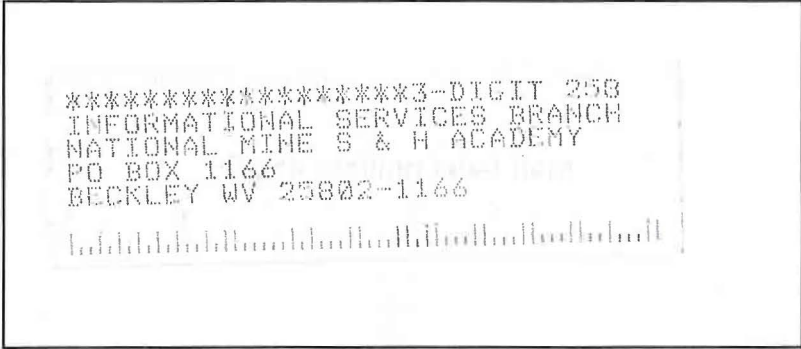 ******************3-DIGIT 258
INFORMATIONAL SERVICES BRANCH
NATIONAL MINE S & H ACADEMY
PO BOX 1166
BECKLEY WV 25802-1166